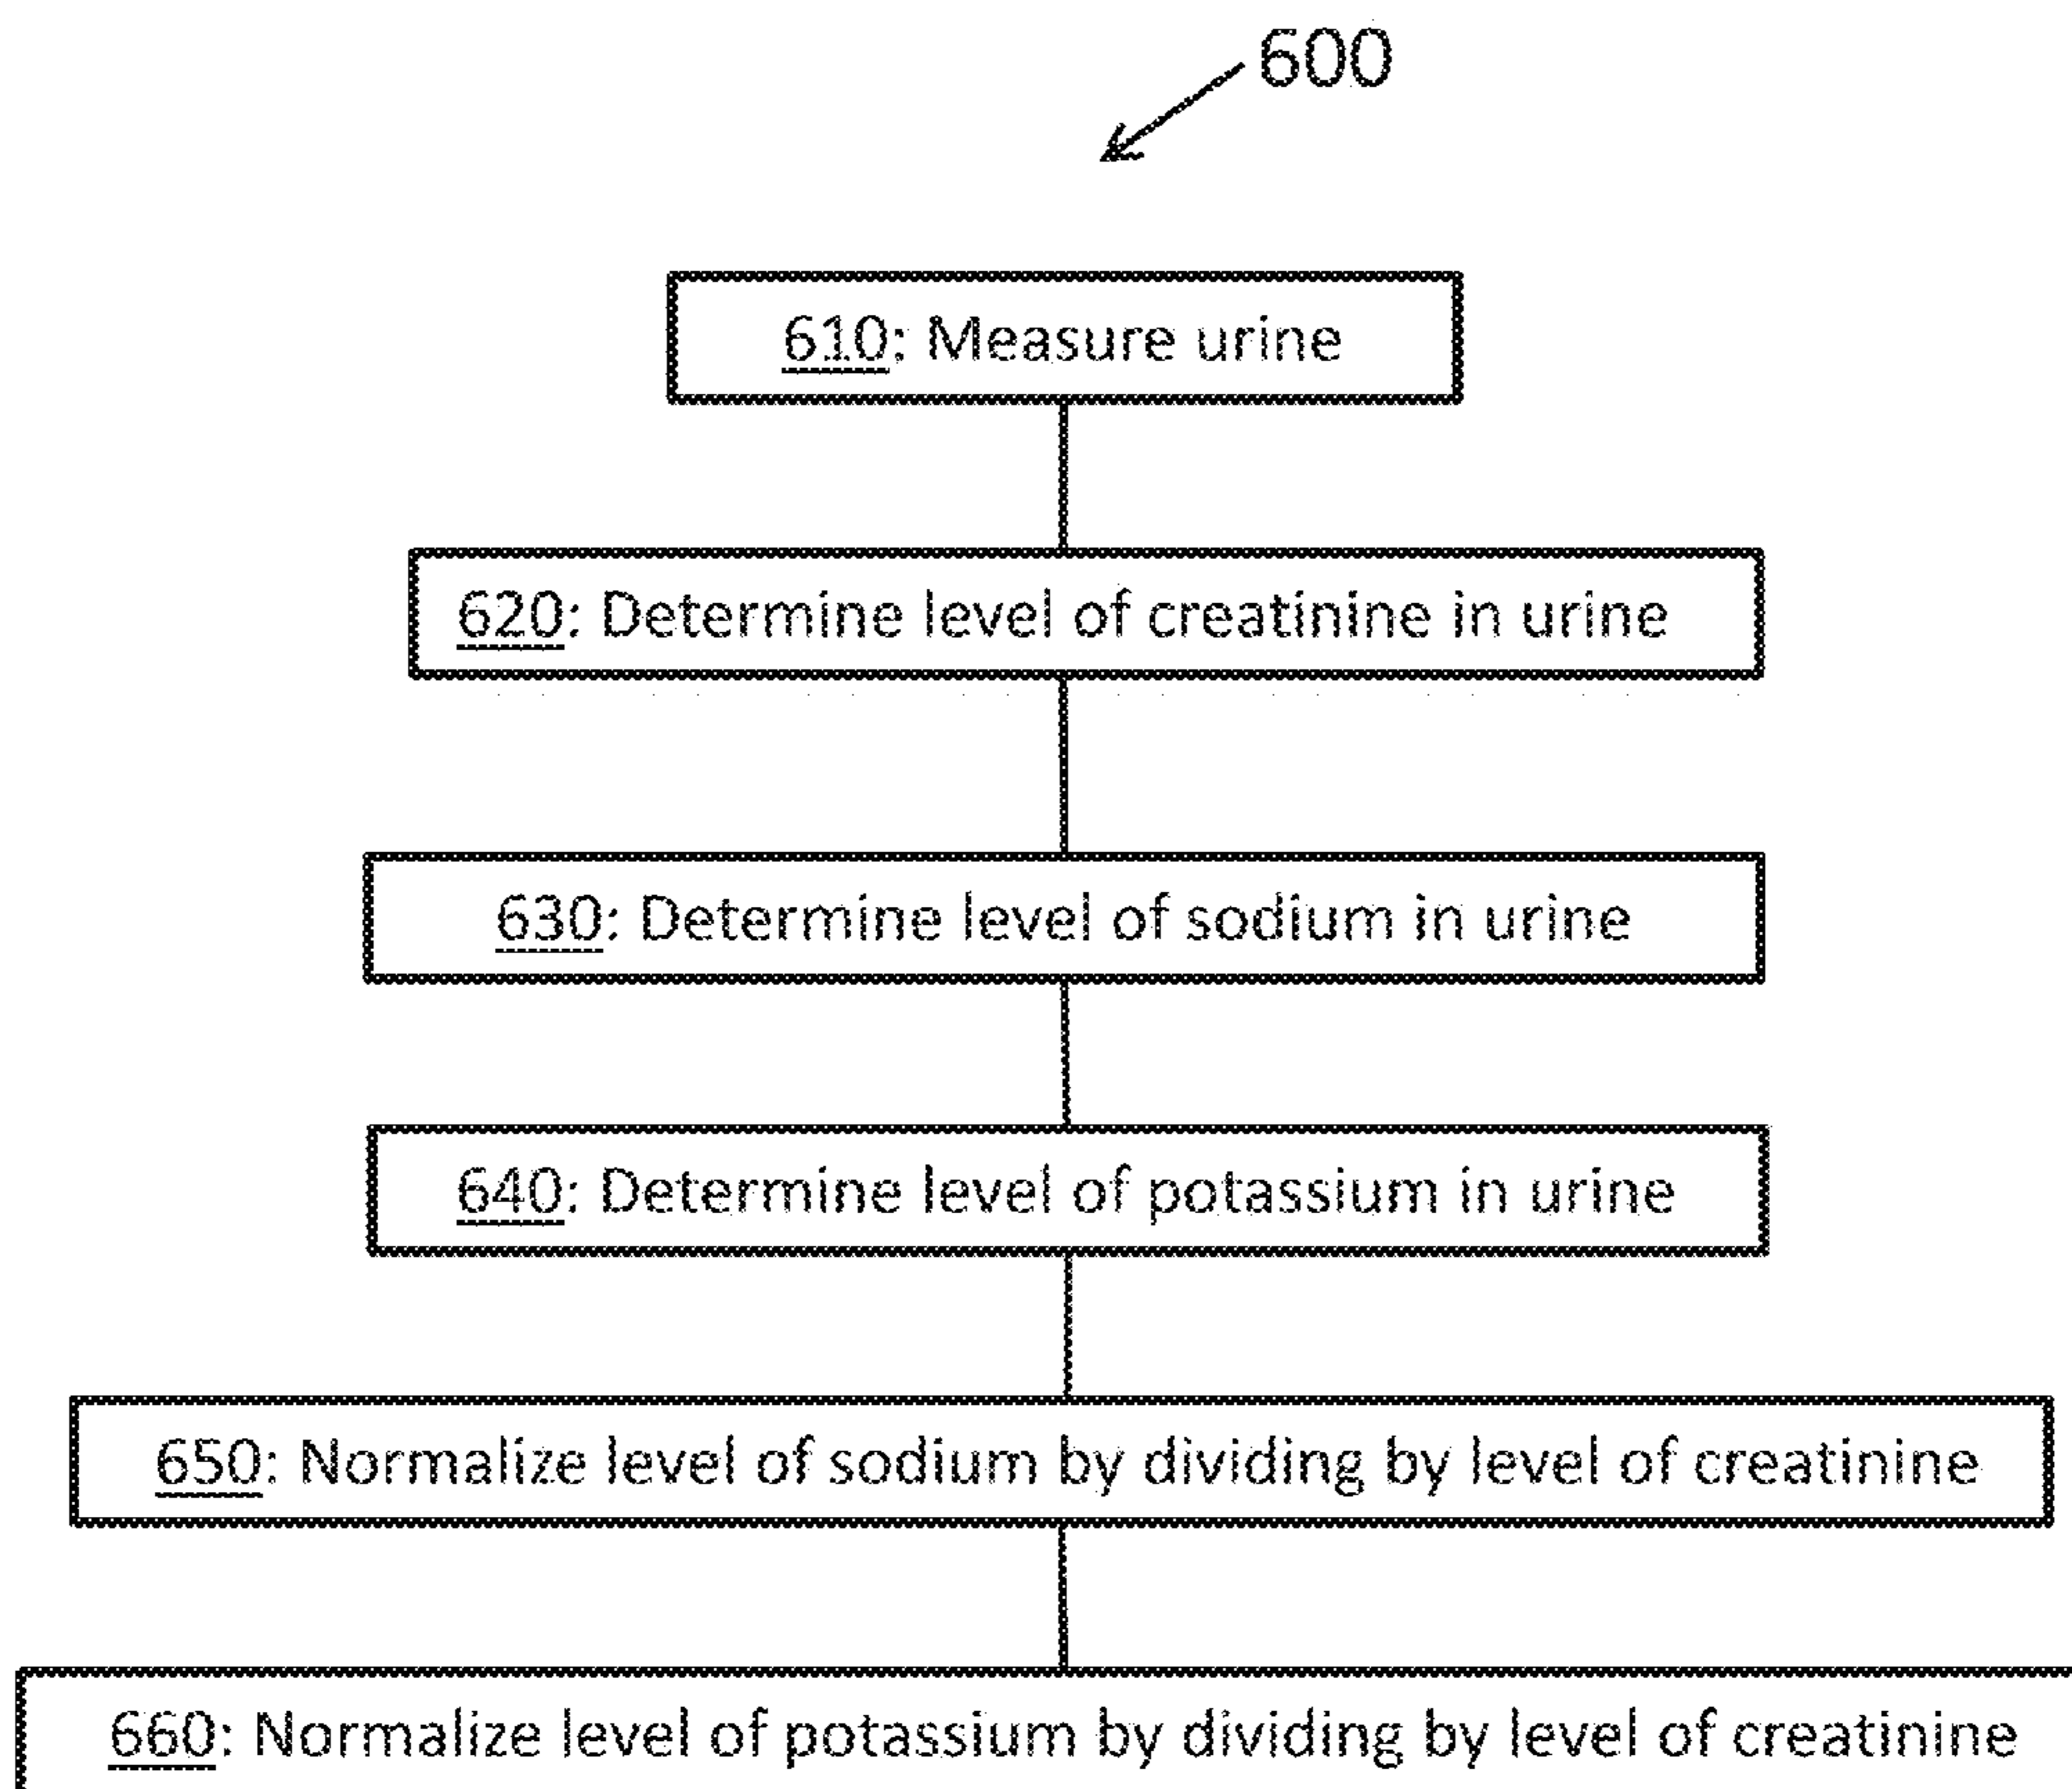 600
610: Measure urine
620: Determine level of creatinine in urine
630: Determine level of sodium in urine
640: Determine level of potassium in urine
650: Normalize level of sodium by dividing by level of creatinine
660: Normalize level of potassium by dividing by level of creatinine